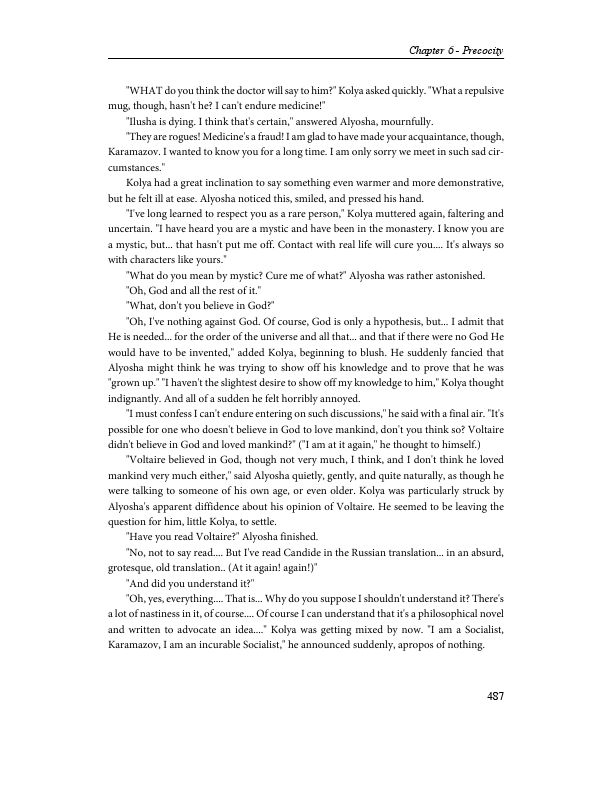 Chapter 6 - Precocity
"WHAT do you think the doctor will say to him?" Kolya asked quickly. "What a repulsive
mug, though, hasn't he? I can't endure medicine!"
"Ilusha is dying. I think that's certain," answered Alyosha, mournfully.
"They are rogues! Medicine's a fraud! I am glad to have made your acquaintance, though,
Karamazov. I wanted to know you for a long time. I am only sorry we meet in such sad cir-
cumstances."
Kolya had a great inclination to say something even warmer and more demonstrative,
but he felt ill at ease. Alyosha noticed this, smiled, and pressed his hand.
"I've long learned to respect you as a rare person," Kolya muttered again, faltering and
uncertain. "I have heard you are a mystic and have been in the monastery. I know you are
a mystic, but... that hasn't put me off. Contact with real life will cure you.... It's always so
with characters like yours."
"What do you mean by mystic? Cure me of what?" Alyosha was rather astonished.
"Oh, God and all the rest of it."
"What, don't you believe in God?"
"Oh, I've nothing against God. Of course, God is only a hypothesis, but... I admit that
He is needed... for the order of the universe and all that... and that if there were no God He
would have to be invented," added Kolya, beginning to blush. He suddenly fancied that
Alyosha might think he was trying to show off his knowledge and to prove that he was
"grown up." "I haven't the slightest desire to show off my knowledge to him," Kolya thought
indignantly. And all of a sudden he felt horribly annoyed.
"I must confess I can't endure entering on such discussions," he said with a final air. "It's
possible for one who doesn't believe in God to love mankind, don't you think so? Voltaire
didn't believe in God and loved mankind?" ("I am at it again," he thought to himself.)
"Voltaire believed in God, though not very much, I think, and I don't think he loved
mankind very much either," said Alyosha quietly, gently, and quite naturally, as though he
were talking to someone of his own age, or even older. Kolya was particularly struck by
Alyosha's apparent diffidence about his opinion of Voltaire. He seemed to be leaving the
question for him, little Kolya, to settle.
"Have you read Voltaire?" Alyosha finished.
"No, not to say read.... But I've read Candide in the Russian translation... in an absurd,
grotesque, old translation.. (At it again! again!)"
"And did you understand it?"
"Oh, yes, everything.... That is... Why do you suppose I shouldn't understand it? There's
a lot of nastiness in it, of course.... Of course I can understand that it's a philosophical novel
and written to advocate an idea...." Kolya was getting mixed by now. "I am a Socialist,
Karamazov, I am an incurable Socialist," he announced suddenly, apropos of nothing.
487